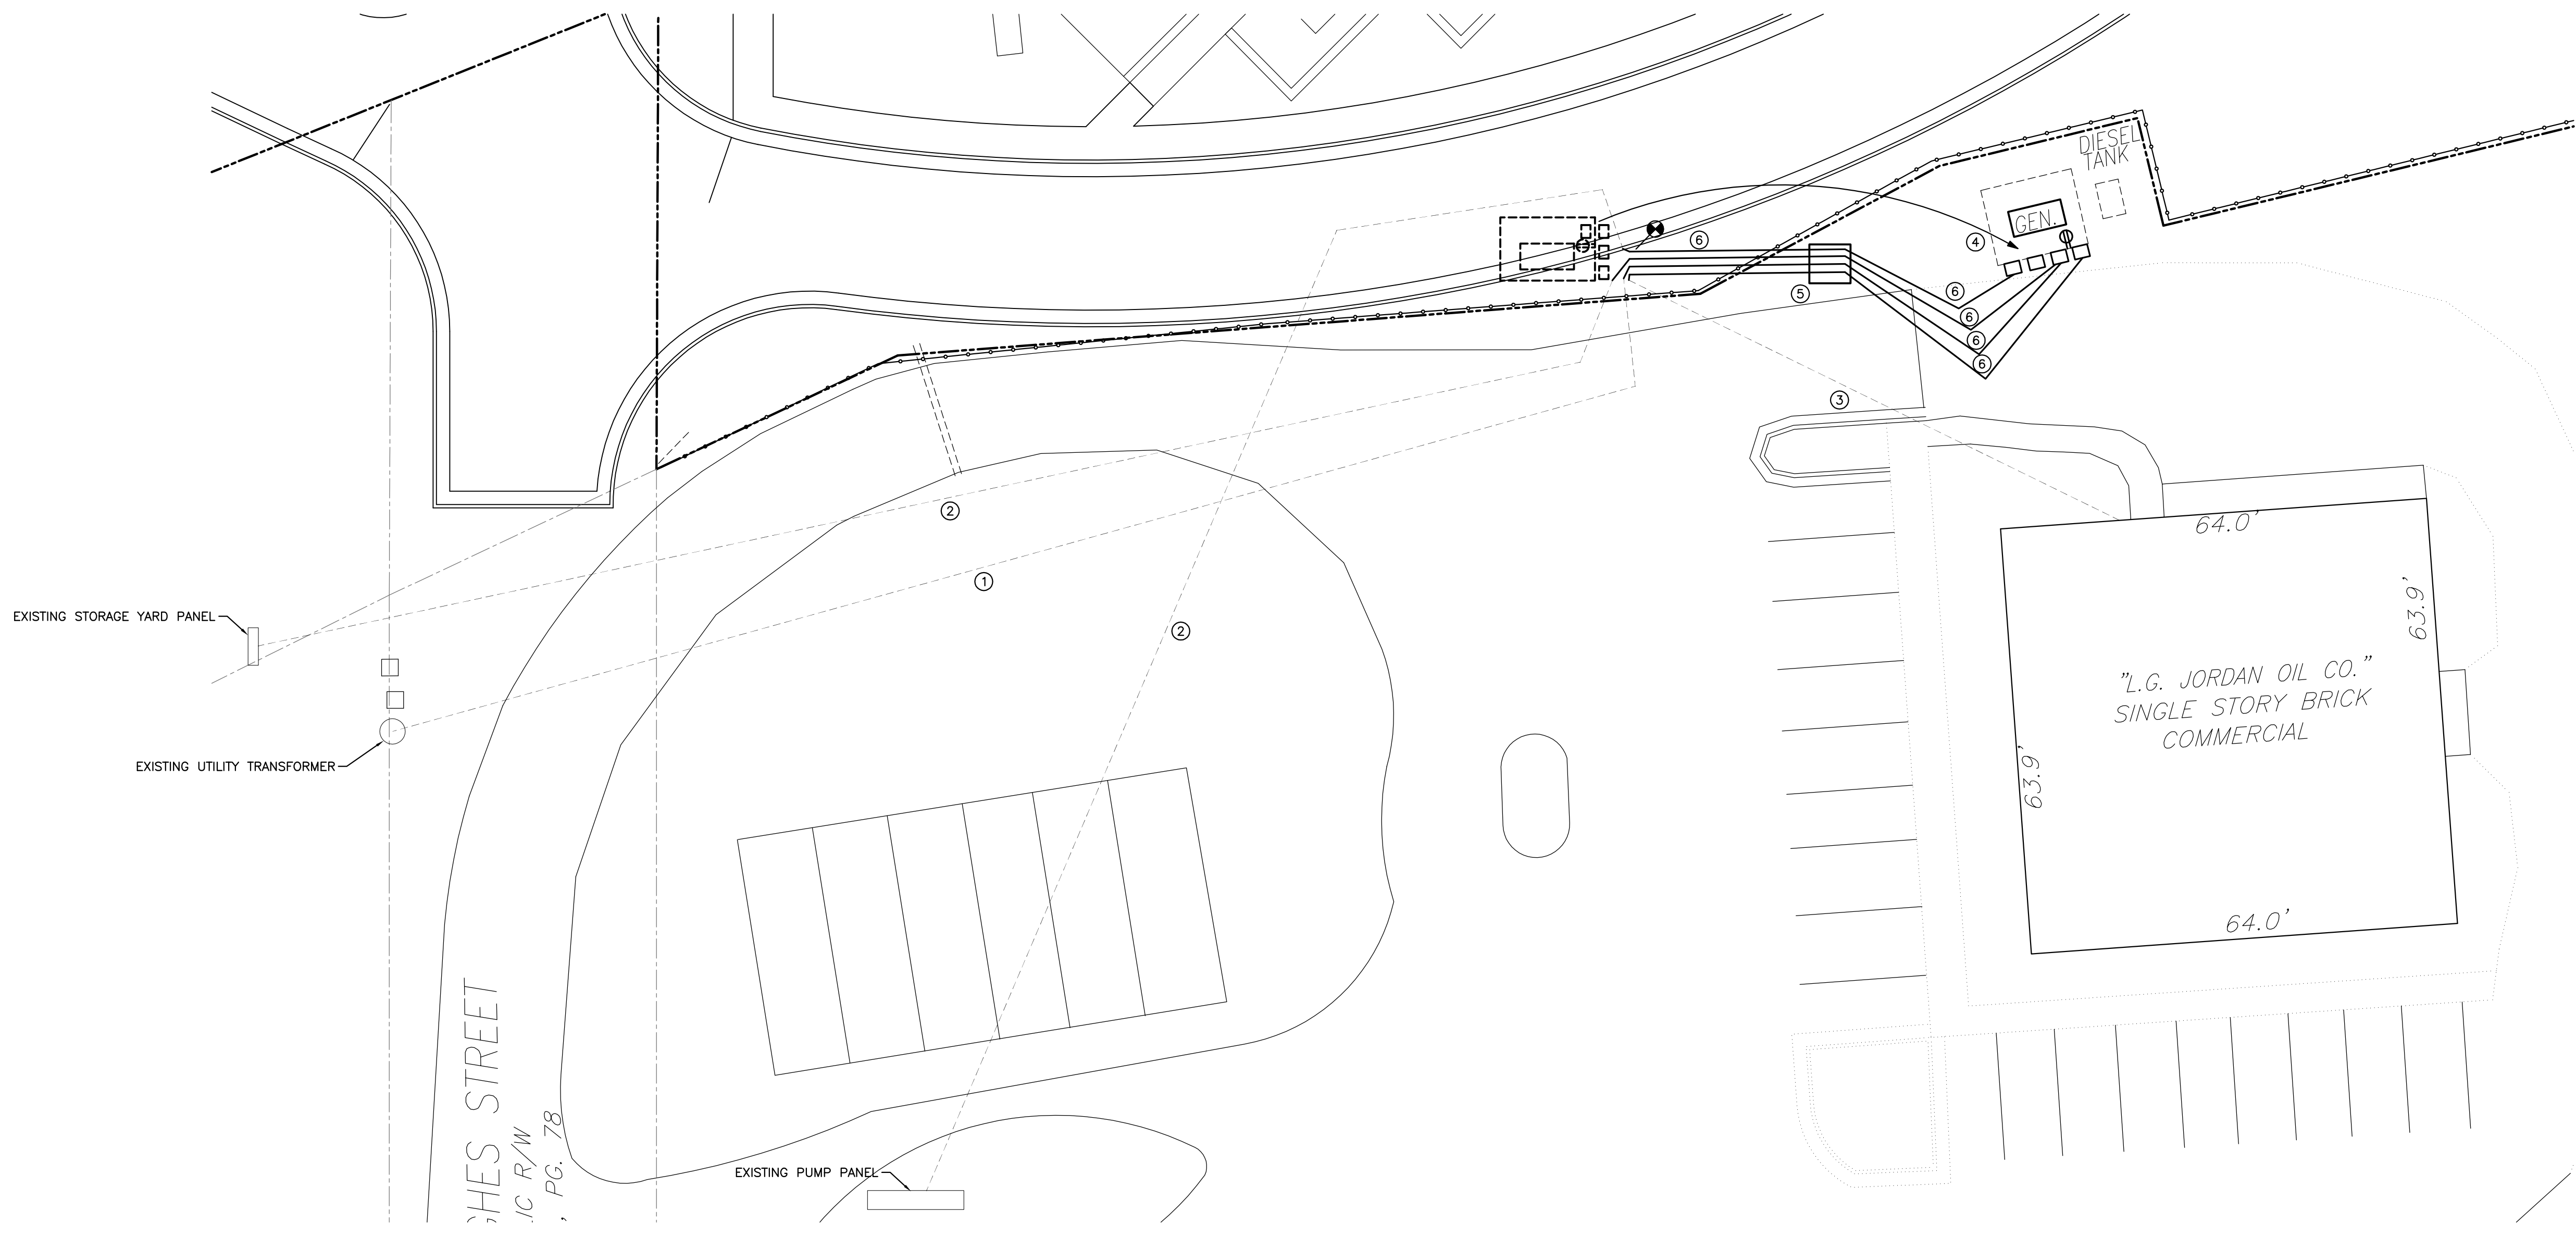 DIESEL
TANK
GEN.
6
4
5
6
6
6
6
3
2
1
2
64.0'
63.9'
"L.G. JORDAN OIL CO."
SINGLE STORY BRICK
COMMERCIAL
63.9'
64.0'
EXISTING STORAGE YARD PANEL
EXISTING UTILITY TRANSFORMER
EXISTING PUMP PANEL
GHES STREET
LIC R/W
, PG. 78